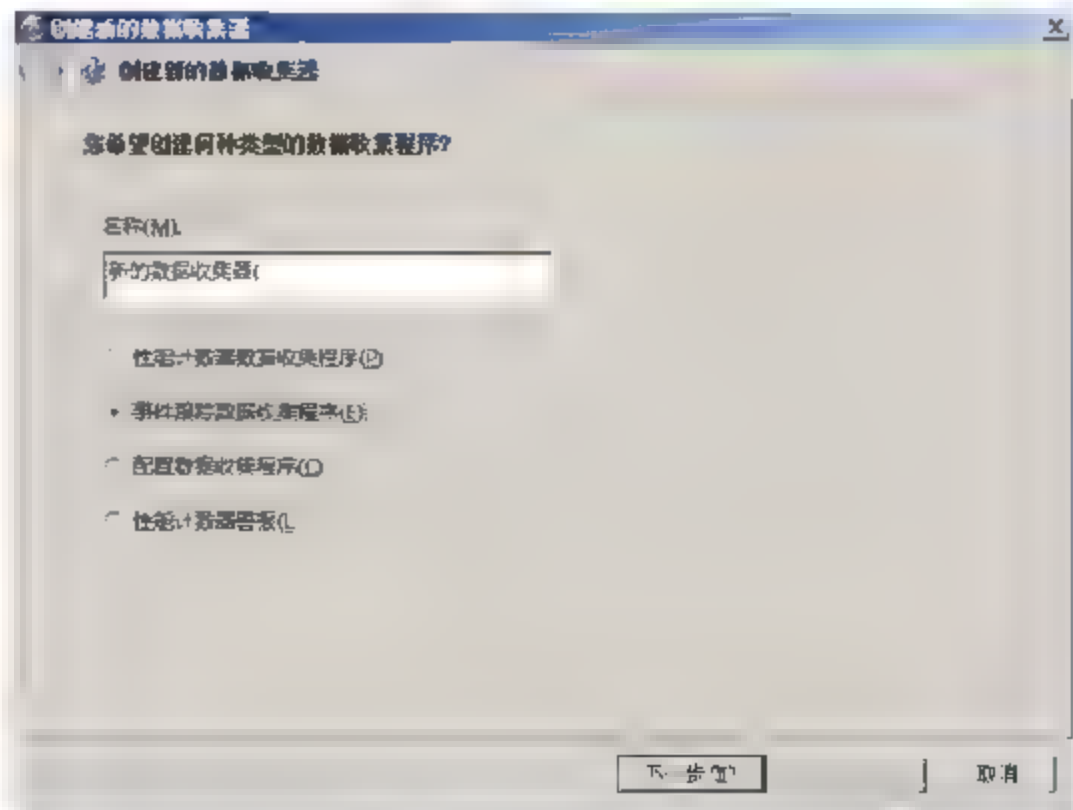 创建新的数据收集器
创建新的数据收集器
您希望创建何种类型的数据收集程序?
名称(M)
新的数据收集器
性能计数器数据收集程序(P)
事件跟踪数据收集程序(E)
配置数据收集程序
性能计数器警报
下一步
取消